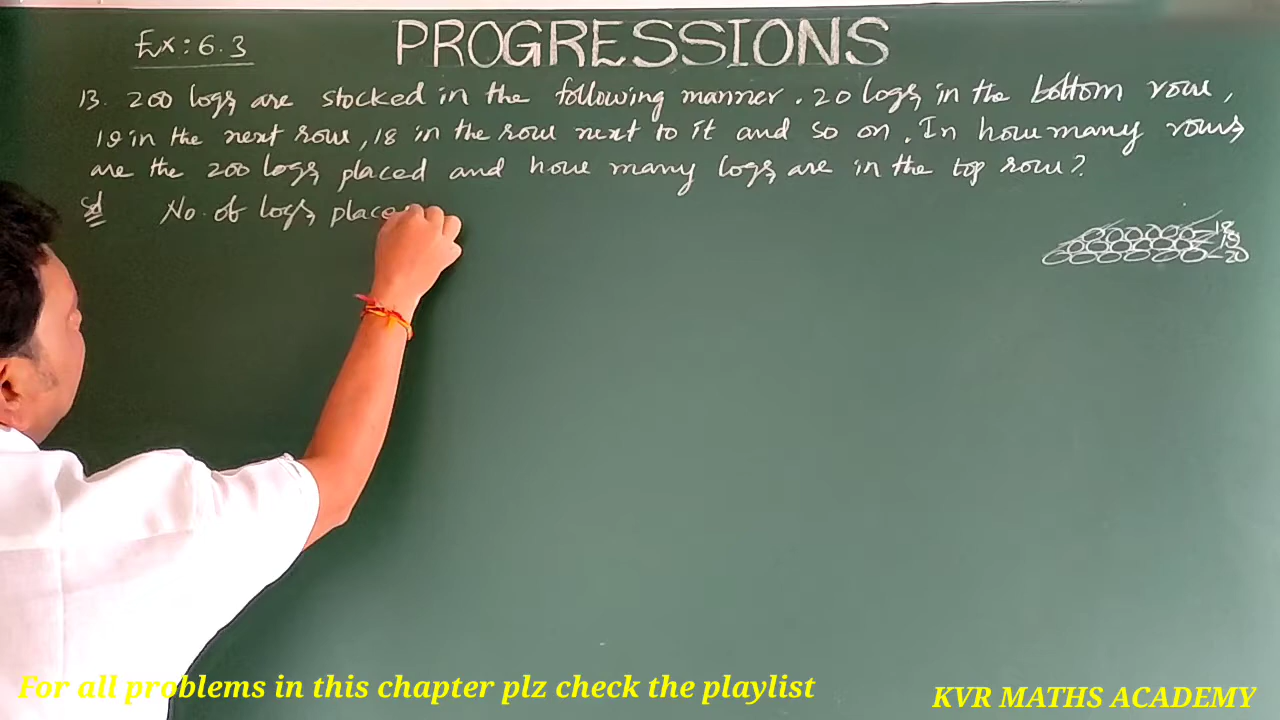 PROGRESSIONS
Ex: 6.3
13. 200 logs are stocked in the following manner. 20 logs in the bottom row,
19 in the next row, 18 in the row next to it and so on. In how many rows
are the 200 logs placed and how many logs are in the top row?
Sol No. of logs place
18
19
20
For all problems in this chapter plz check the playlist
KVR MATHS ACADEMY